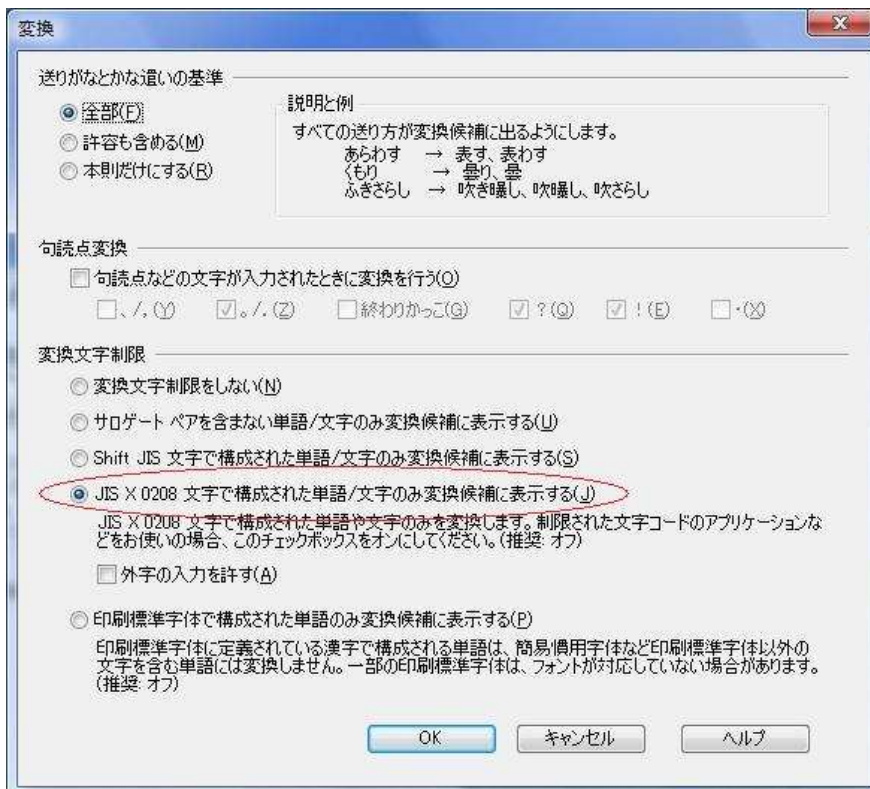 変換
送りがなとかな遣いの基準
全部(F)
許容も含める(M)
本則だけにする(R)
説明と例
すべての送り方が変換候補に出るようにします。
あらわす → 表す、表わす
くもり → 曇り、曇
ふきさらし → 吹き曝し、吹曝し、吹さらし
句読点変換
句読点などの文字が入力されたときに変換を行う(O)
、/,(Y) 。/.(Z) 終わりかっこ(G) ?(Q) !(E) ・(X)
変換文字制限
変換文字制限をしない(N)
サロゲート ペアを含まない単語/文字のみ変換候補に表示する(U)
Shift JIS 文字で構成された単語/文字のみ変換候補に表示する(S)
JIS X 0208 文字で構成された単語/文字のみ変換候補に表示する(J)
JIS X 0208 文字で構成された単語や文字のみを変換します。制限された文字コードのアプリケーションな
どをお使いの場合、このチェックボックスをオンにしてください。(推奨: オフ)
外字の入力を許す(A)
印刷標準字体で構成された単語のみ変換候補に表示する(P)
印刷標準字体に定義されている漢字で構成される単語は、簡易慣用字体など印刷標準字体以外の
文字を含む単語には変換しません。一部の印刷標準字体は、フォントが対応していない場合があります。
(推奨: オフ)
OK キャンセル ヘルプ